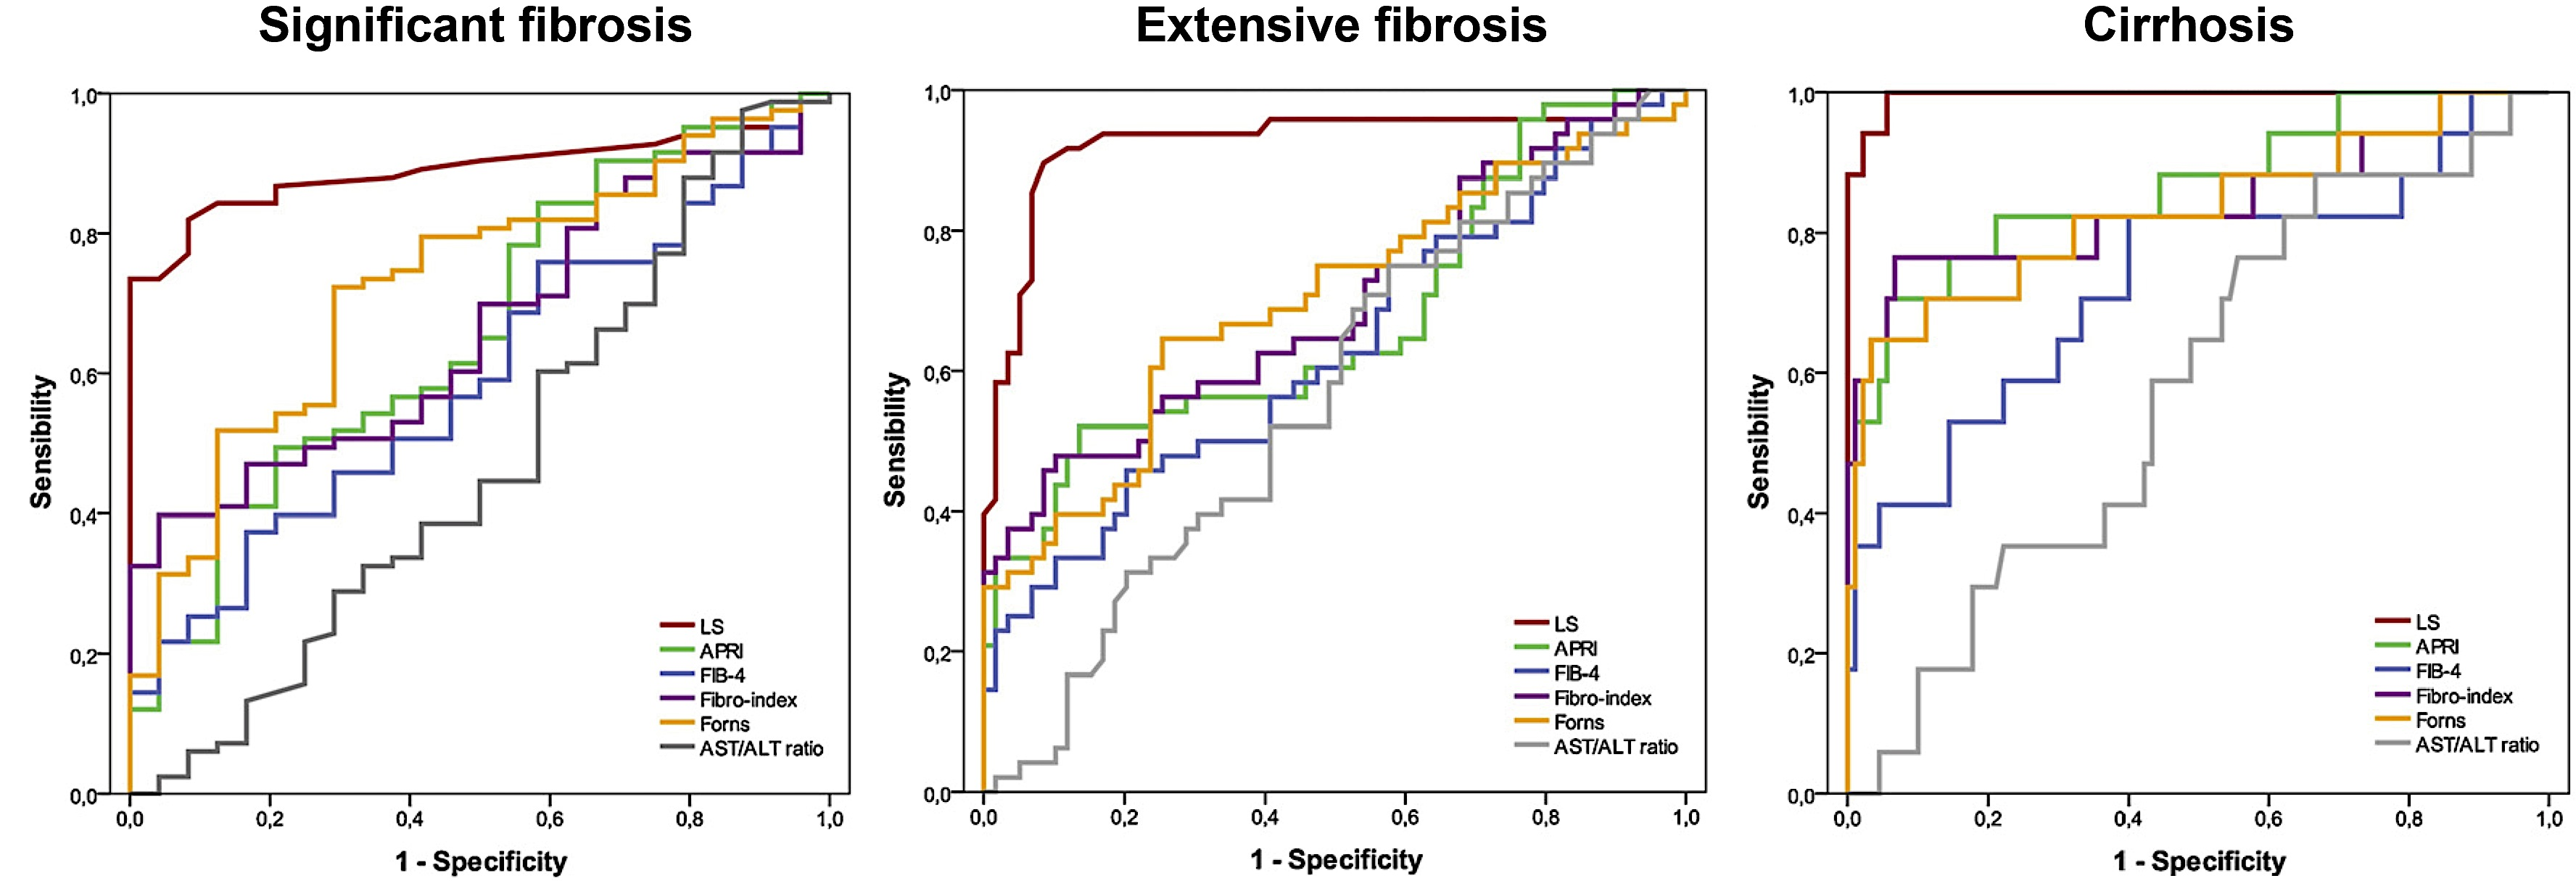 Significant fibrosis
Extensive fibrosis
Cirrhosis
1,0
0,8
0,6
0,4
0,2
0,0
Sensibility
0,0 0,2 0,4 0,6 0,8 1,0
1 - Specificity
LS
APRI
FIB-4
Fibro-index
Forns
AST/ALT ratio
1,0
0,8
0,6
0,4
0,2
0,0
Sensibility
0,0 0,2 0,4 0,6 0,8 1,0
1 - Specificity
LS
APRI
FIB-4
Fibro-index
Forns
AST/ALT ratio
1,0
0,8
0,6
0,4
0,2
0,0
Sensibility
0,0 0,2 0,4 0,6 0,8 1,0
1 - Specificity
LS
APRI
FIB-4
Fibro-index
Forns
AST/ALT ratio